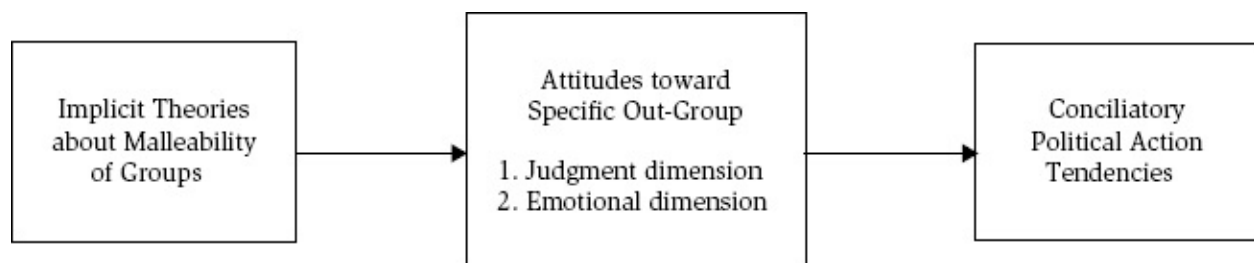 Implicit Theories
about Malleability
of Groups
Attitudes toward
Specific Out-Group
1. Judgment dimension
2. Emotional dimension
Conciliatory
Political Action
Tendencies